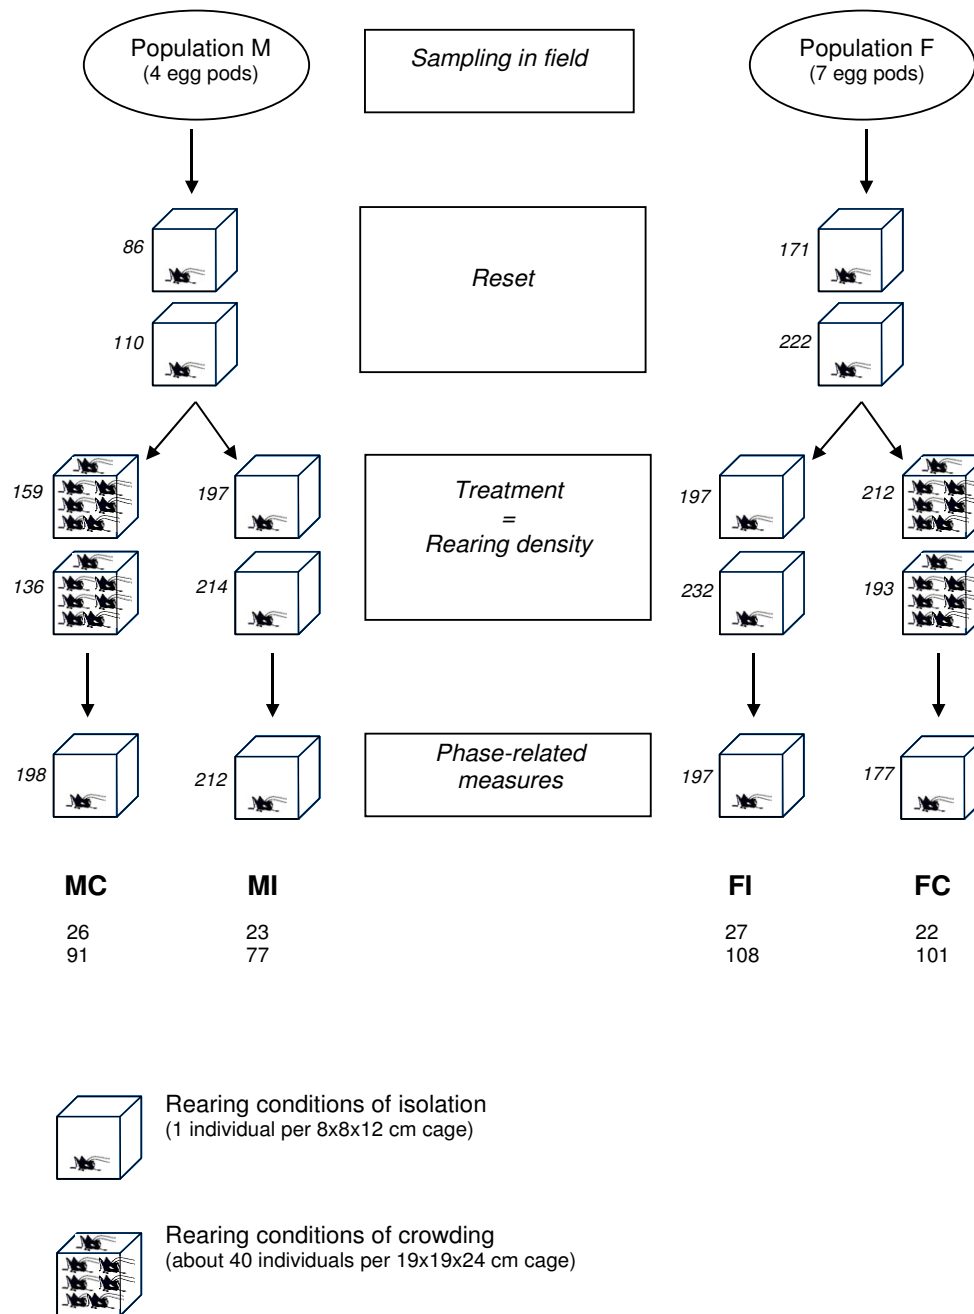 Population M
(4 egg pods)
Sampling in field
Population F
(7 egg pods)
86
171
Reset
110
222
159
197
Treatment
=
Rearing density
197
212
136
214
232
193
198
212
Phase-related
measures
197
177
MC
MI
FI
FC
26
23
27
22
91
77
108
101
Rearing conditions of isolation
(1 individual per 8x8x12 cm cage)
Rearing conditions of crowding
(about 40 individuals per 19x19x24 cm cage)